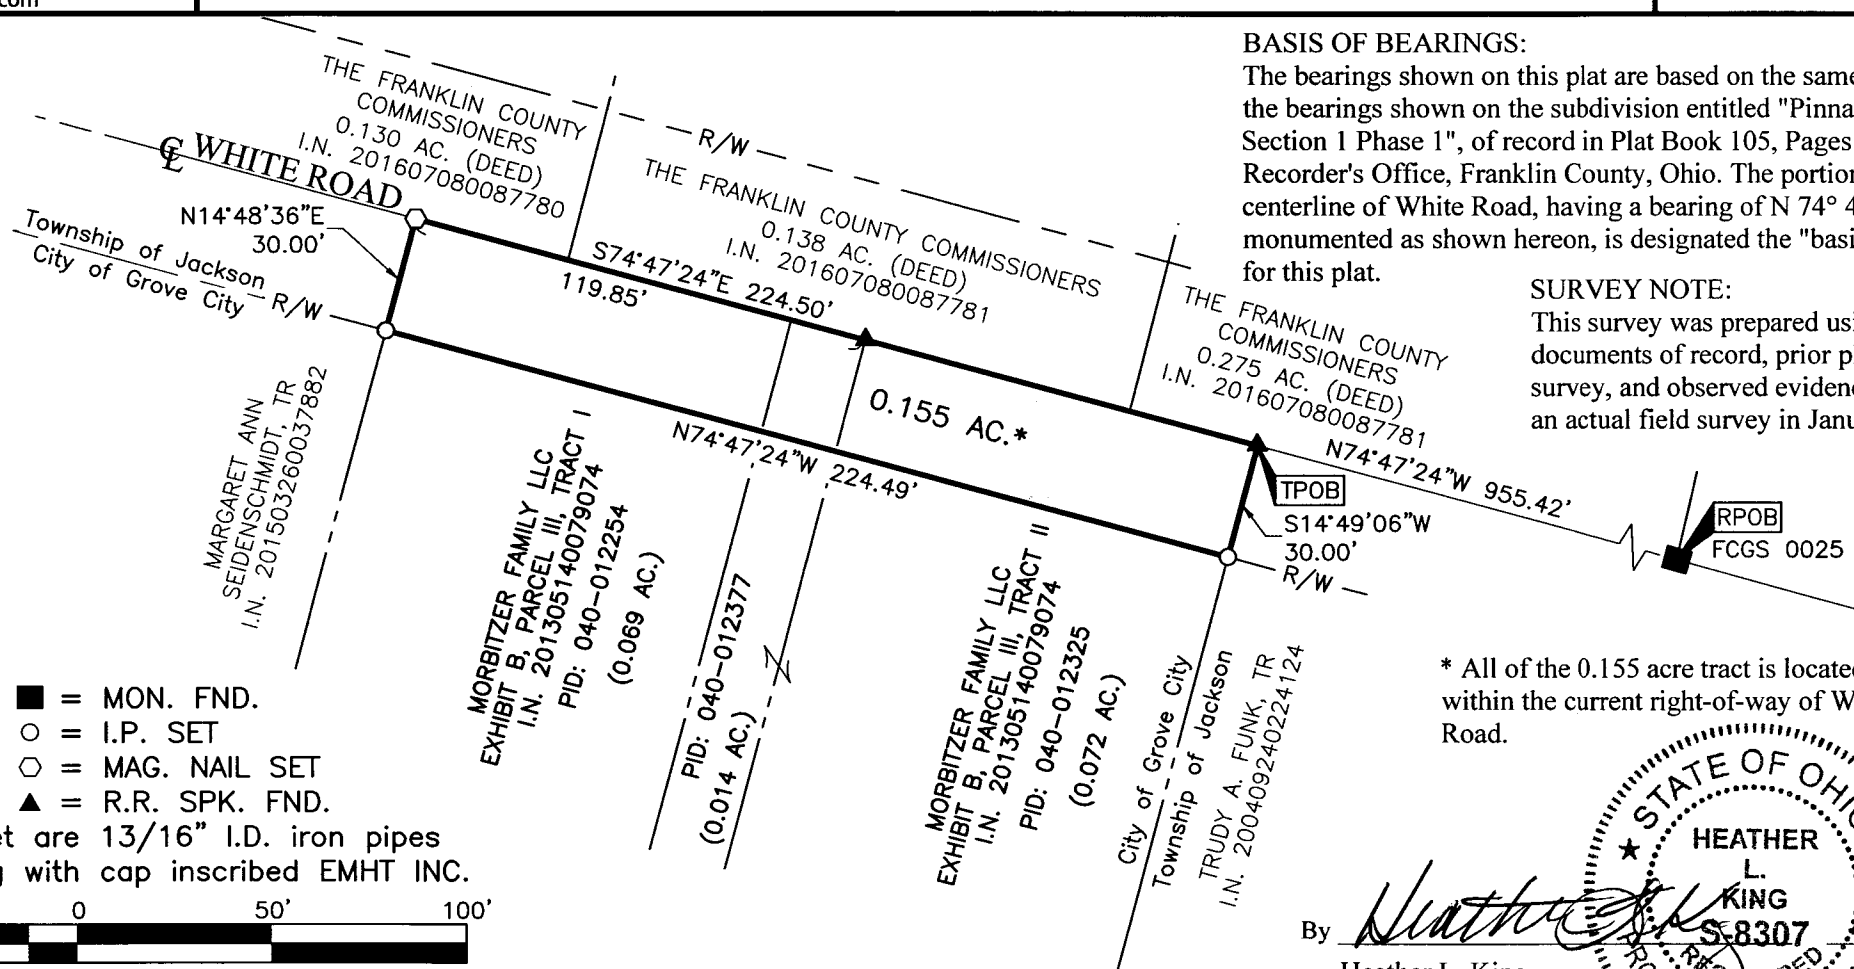 com
BASIS OF BEARINGS:
The bearings shown on this plat are based on the same
the bearings shown on the subdivision entitled "Pinna
Section 1 Phase 1", of record in Plat Book 105, Pages
Recorder's Office, Franklin County, Ohio. The portion
centerline of White Road, having a bearing of N 74° 4
monumented as shown hereon, is designated the "basi
for this plat.
SURVEY NOTE:
This survey was prepared usi
documents of record, prior p
survey, and observed evidenc
an actual field survey in Janu
THE FRANKLIN COUNTY
COMMISSIONERS
0.130 AC. (DEED)
I.N. 201607080087780
R/W
THE FRANKLIN COUNTY COMMISSIONERS
0.138 AC. (DEED)
I.N. 201607080087781
THE FRANKLIN COUNTY
COMMISSIONERS
0.275 AC. (DEED)
I.N. 201607080087781
℄ WHITE ROAD
N14°48'36"E
30.00'
Township of Jackson
City of Grove City
R/W
S74°47'24"E 224.50'
119.85'
0.155 AC.*
N74°47'24"W 224.49'
N74°47'24"W 955.42'
TPOB
S14°49'06"W
30.00'
R/W
RPOB
FCGS 0025
MARGARET ANN
SEIDENSCHMIDT, TR
I.N. 201503260037882
MORBITZER FAMILY LLC
EXHIBIT B, PARCEL III, TRACT I
I.N. 201305140079074
PID: 040-012254
(0.069 AC.)
PID: 040-012377
(0.014 AC.)
MORBITZER FAMILY LLC
EXHIBIT B, PARCEL III, TRACT II
I.N. 201305140079074
PID: 040-012325
(0.072 AC.)
City of Grove City
Township of Jackson
TRUDY A. FUNK, TR
I.N. 200409240224124
* All of the 0.155 acre tract is located
within the current right-of-way of W
Road.
= MON. FND.
= I.P. SET
= MAG. NAIL SET
= R.R. SPK. FND.
et are 13/16" I.D. iron pipes
g with cap inscribed EMHT INC.
0 50' 100'
STATE OF OHIO
HEATHER
L.
KING
S-8307
By Heather L. King
Heather L. King